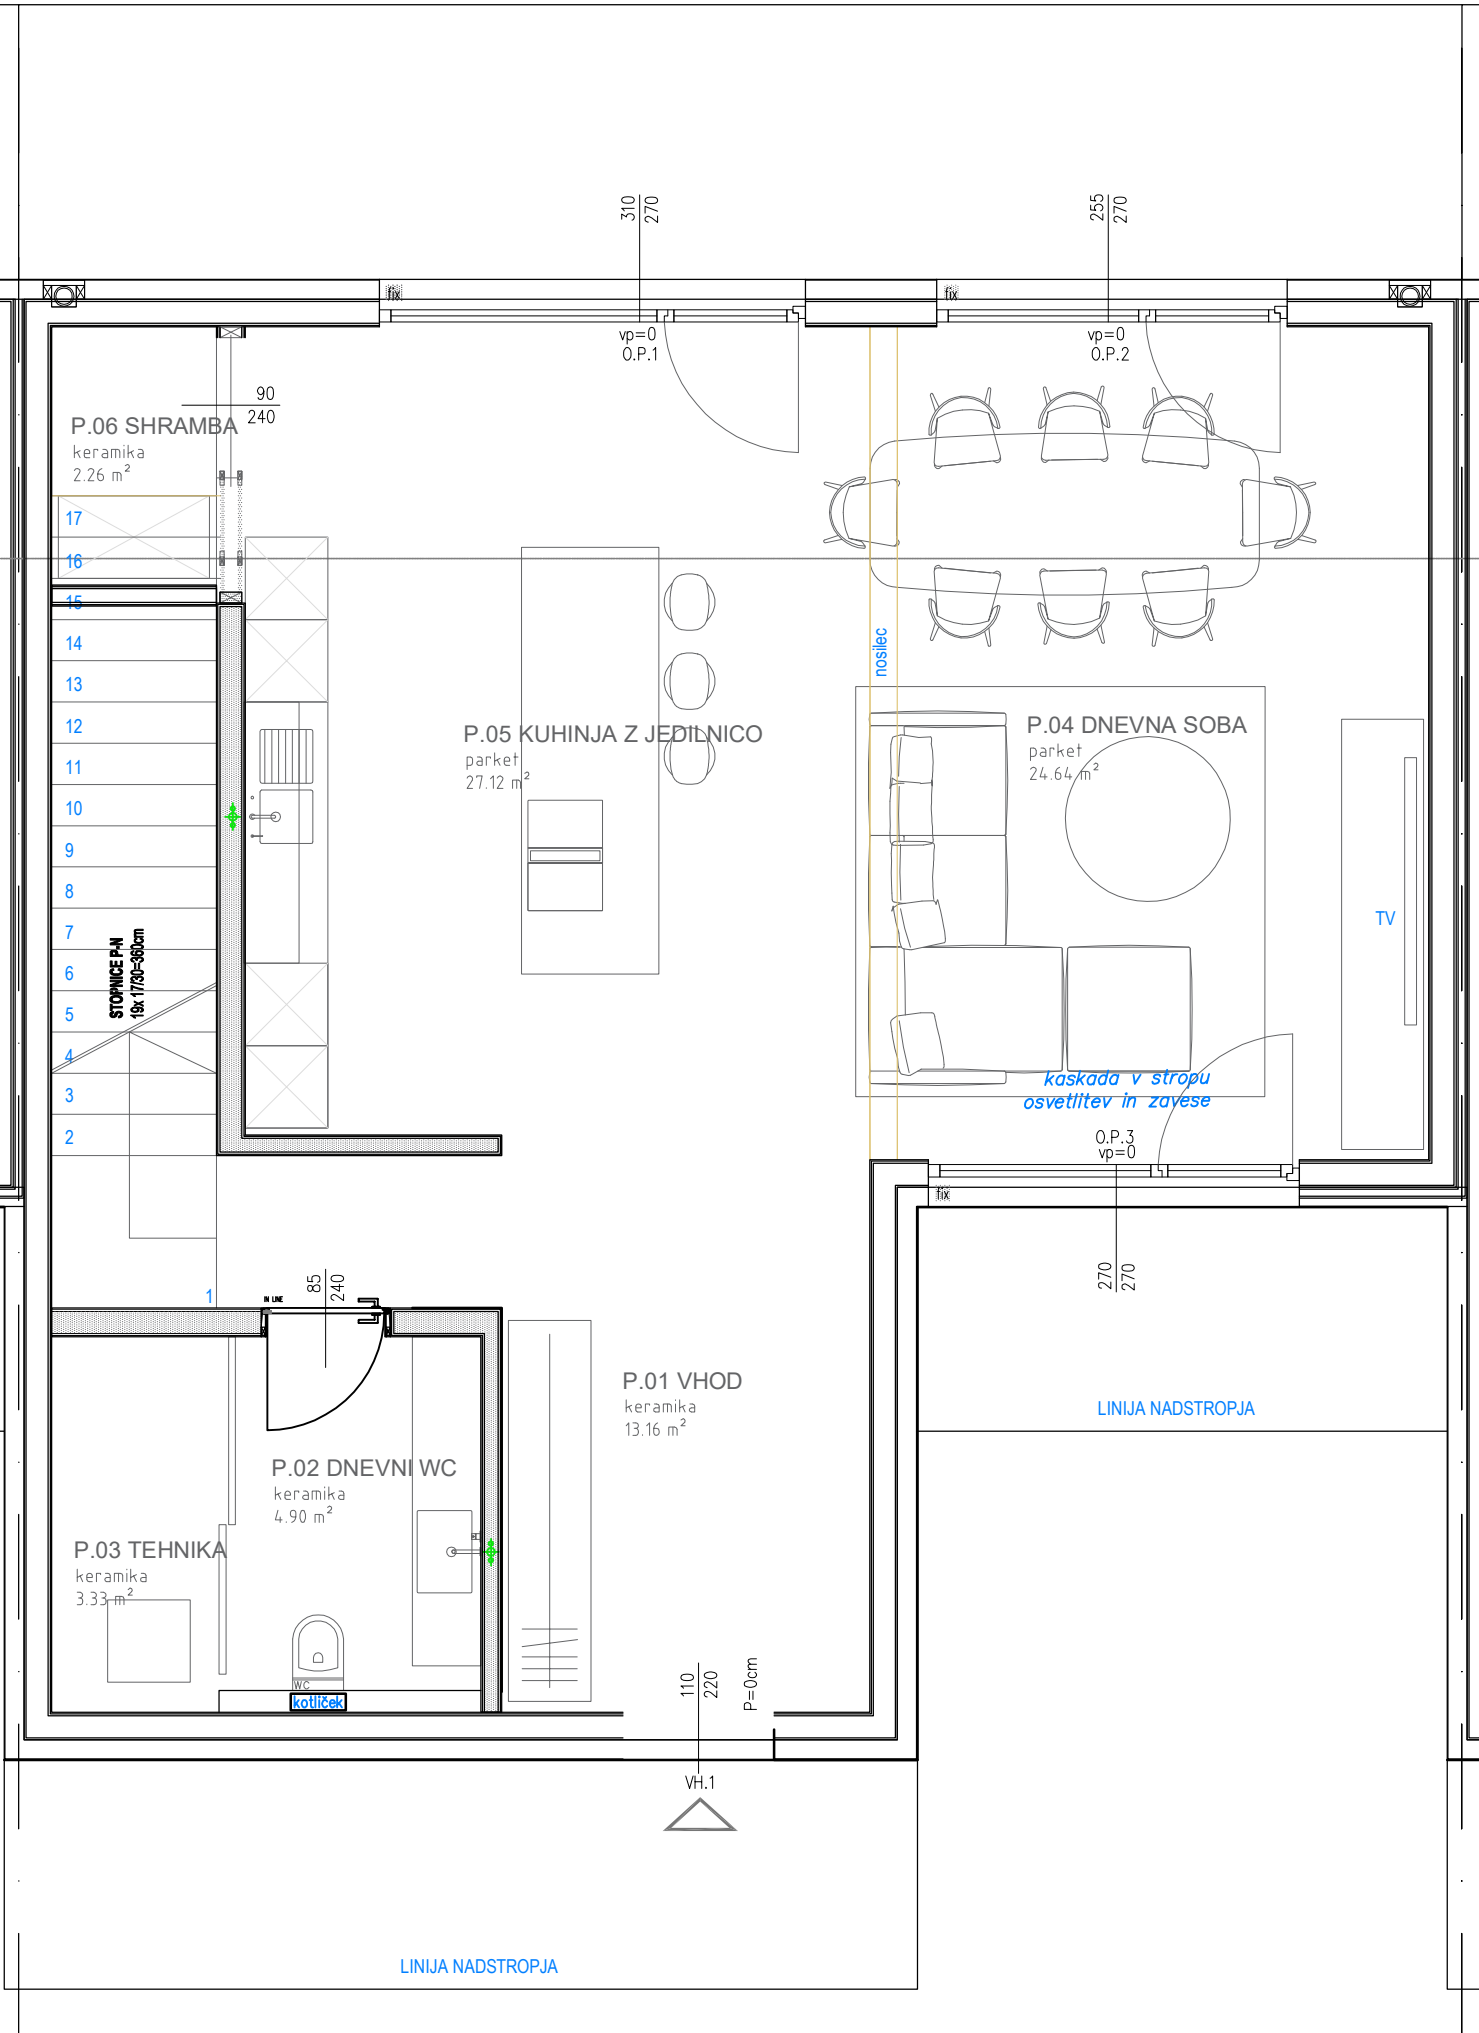 310
270
255
270
fix
fix
vp=0
O.P.1
vp=0
O.P.2
90
240
P.06 SHRAMBA
keramika
2.26 m²
17
16
15
14
13
12
11
10
9
8
7
6
5
4
3
2
1
STOPNICE P-N
19x 17/30=360cm
nosilec
P.05 KUHINJA Z JEDILNICO
parket
27.12 m²
P.04 DNEVNA SOBA
parket
24.64 m²
TV
kaskada v stropu
osvetlitev in zavese
O.P.3
vp=0
fix
270
270
85
240
IN LINE
P.01 VHOD
keramika
13.16 m²
LINIJA NADSTROPJA
P.02 DNEVNI WC
keramika
4.90 m²
P.03 TEHNIKA
keramika
3.33 m²
WC
kotliček
110
220
P=0cm
VH.1
LINIJA NADSTROPJA